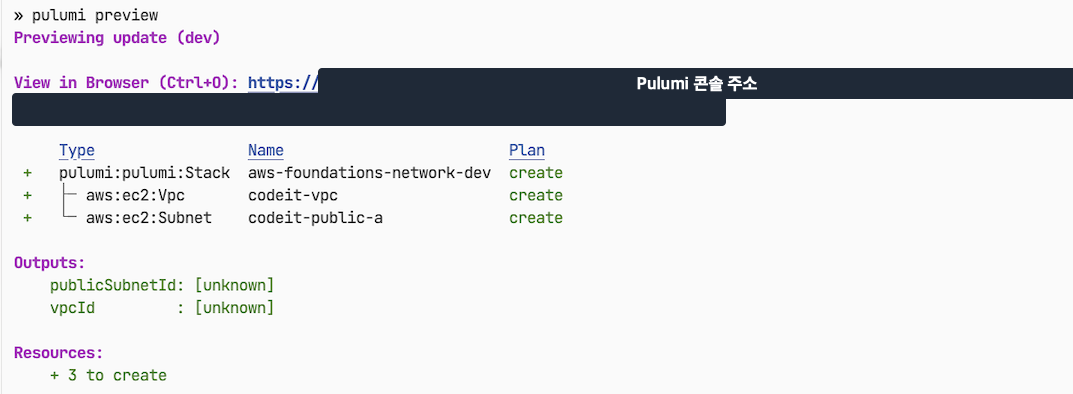 » pulumi preview
Previewing update (dev)
View in Browser (Ctrl+O): https://
Pulumi 콘솔 주소
Type Name Plan
+ pulumi:pulumi:Stack aws-foundations-network-dev create
+ ├─ aws:ec2:Vpc codeit-vpc create
+ └─ aws:ec2:Subnet codeit-public-a create
Outputs:
publicSubnetId: [unknown]
vpcId : [unknown]
Resources:
+ 3 to create